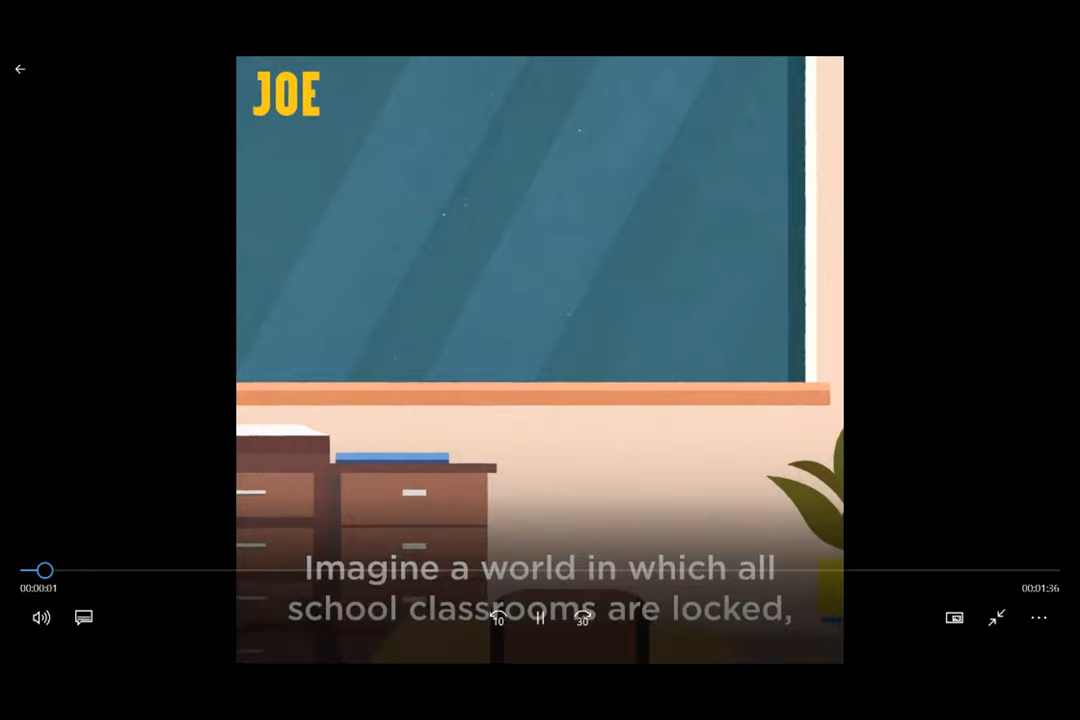 JOE
Imagine a world in which all
school classrooms are locked,
00:00:01
00:01:36
10
30